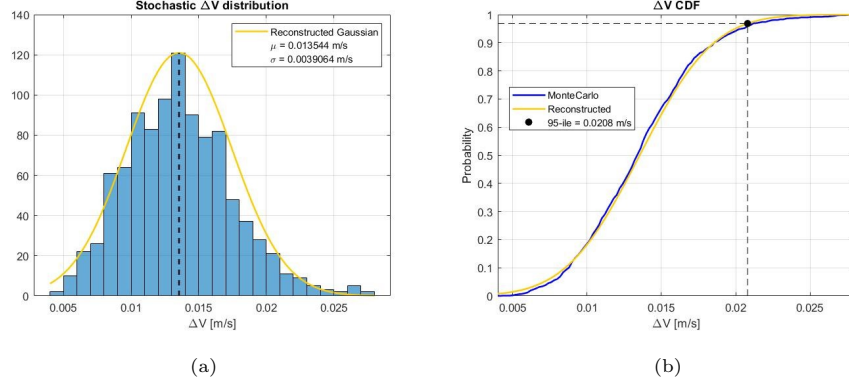 Stochastic ΔV distribution
140
120
100
80
60
40
20
0
0.005 0.01 0.015 0.02 0.025
ΔV [m/s]
Reconstructed Gaussian
μ = 0.013544 m/s
σ = 0.0039064 m/s
(a)
ΔV CDF
1
0.9
0.8
0.7
0.6
0.5
0.4
0.3
0.2
0.1
0
Probability
0.005 0.01 0.015 0.02 0.025
ΔV [m/s]
MonteCarlo
Reconstructed
95-ile = 0.0208 m/s
(b)